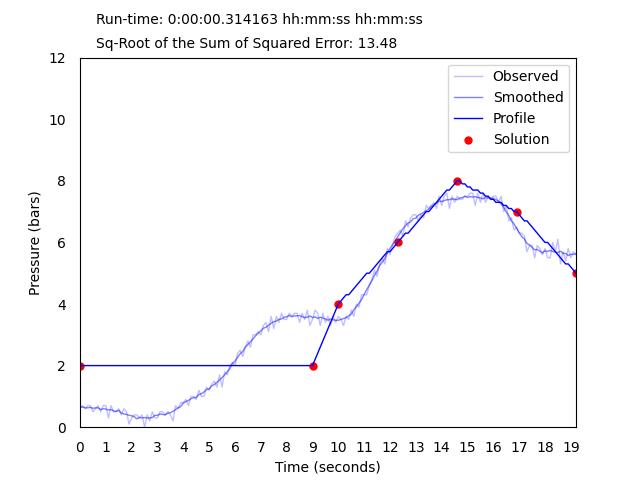 Run-time: 0:00:00.314163 hh:mm:ss hh:mm:ss
Sq-Root of the Sum of Squared Error: 13.48
Observed
Smoothed
Profile
Solution
Pressure (bars)
12
10
8
6
4
2
0
0 1 2 3 4 5 6 7 8 9 10 11 12 13 14 15 16 17 18 19
Time (seconds)